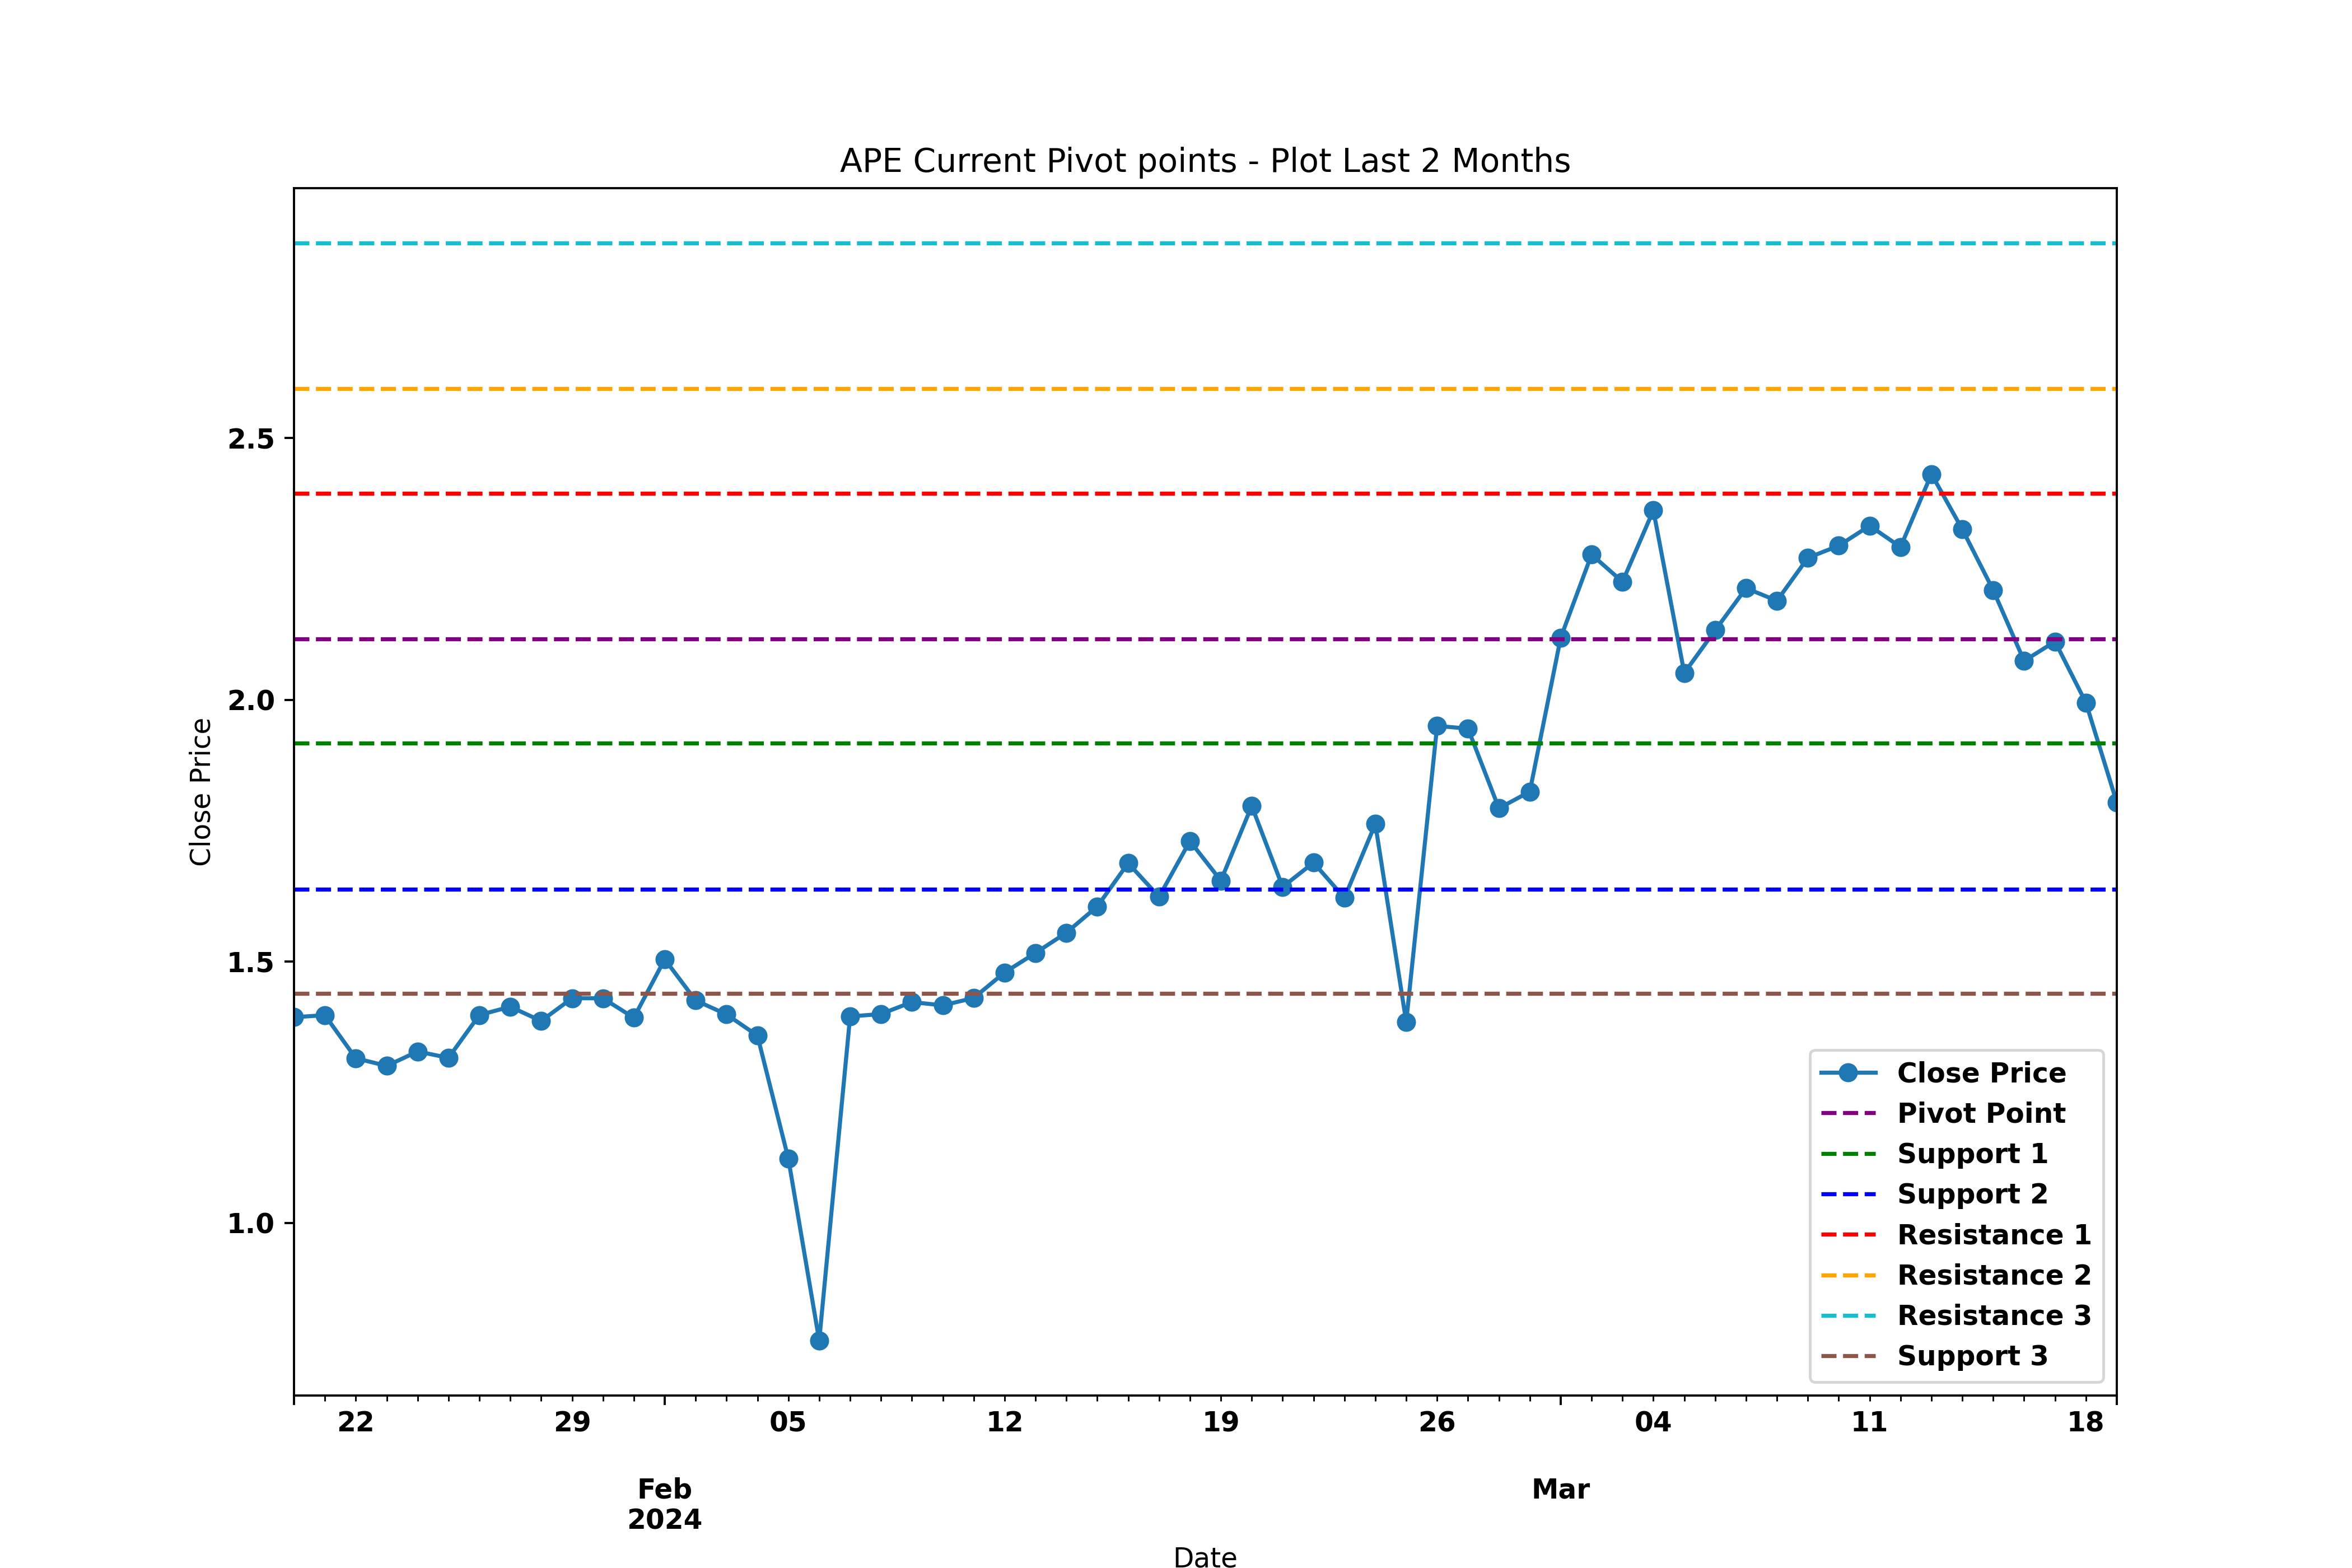 APE Current Pivot points - Plot Last 2 Months
Close Price
2.5
2.0
1.5
1.0
Close Price
Pivot Point
Support 1
Support 2
Resistance 1
Resistance 2
Resistance 3
Support 3
22 29 05 12 19 26 04 11 18
Feb Mar
2024
Date